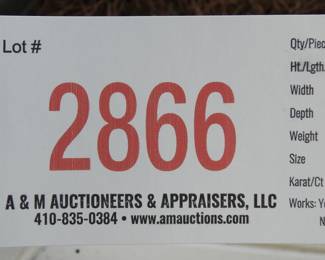 Lot #
2866
A & M AUCTIONEERS & APPRAISERS, LLC
410-835-0384 • www.amauctions.com
Qty/Piec
Ht./Lgth.
Width
Depth
Weight
Size
Karat/Ct
Works: Y
N